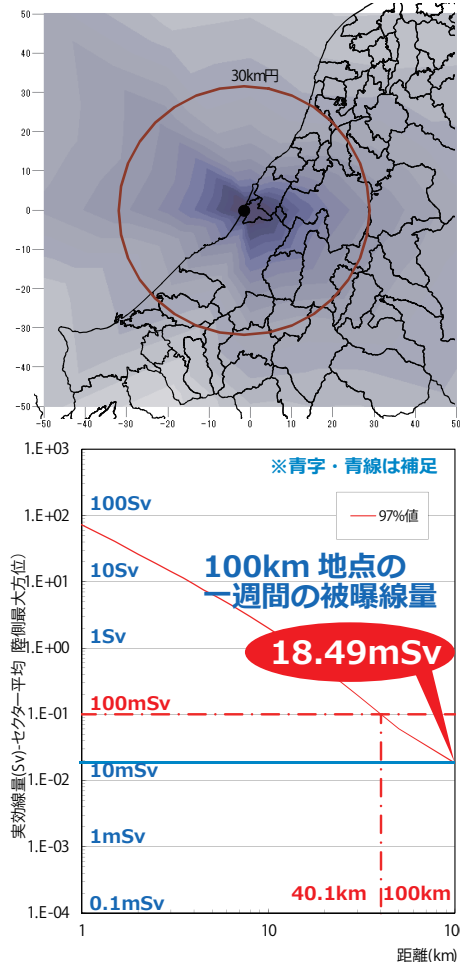 50
40
30
20
10
0
-10
-20
-30
-40
-50
30km円
-50 -40 -30 -20 -10 0 10 20 30 40 50
実効線量(Sv)-セクター平均 陸側最大方位)
1.E+03
1.E+02
1.E+01
1.E+00
1.E-01
1.E-02
1.E-03
1.E-04
※青字・青線は補足
97%値
100Sv
10Sv
1Sv
100mSv
10mSv
1mSv
0.1mSv
100km 地点の
一週間の被曝線量
18.49mSv
40.1km 100km
1 10 10
距離(km)